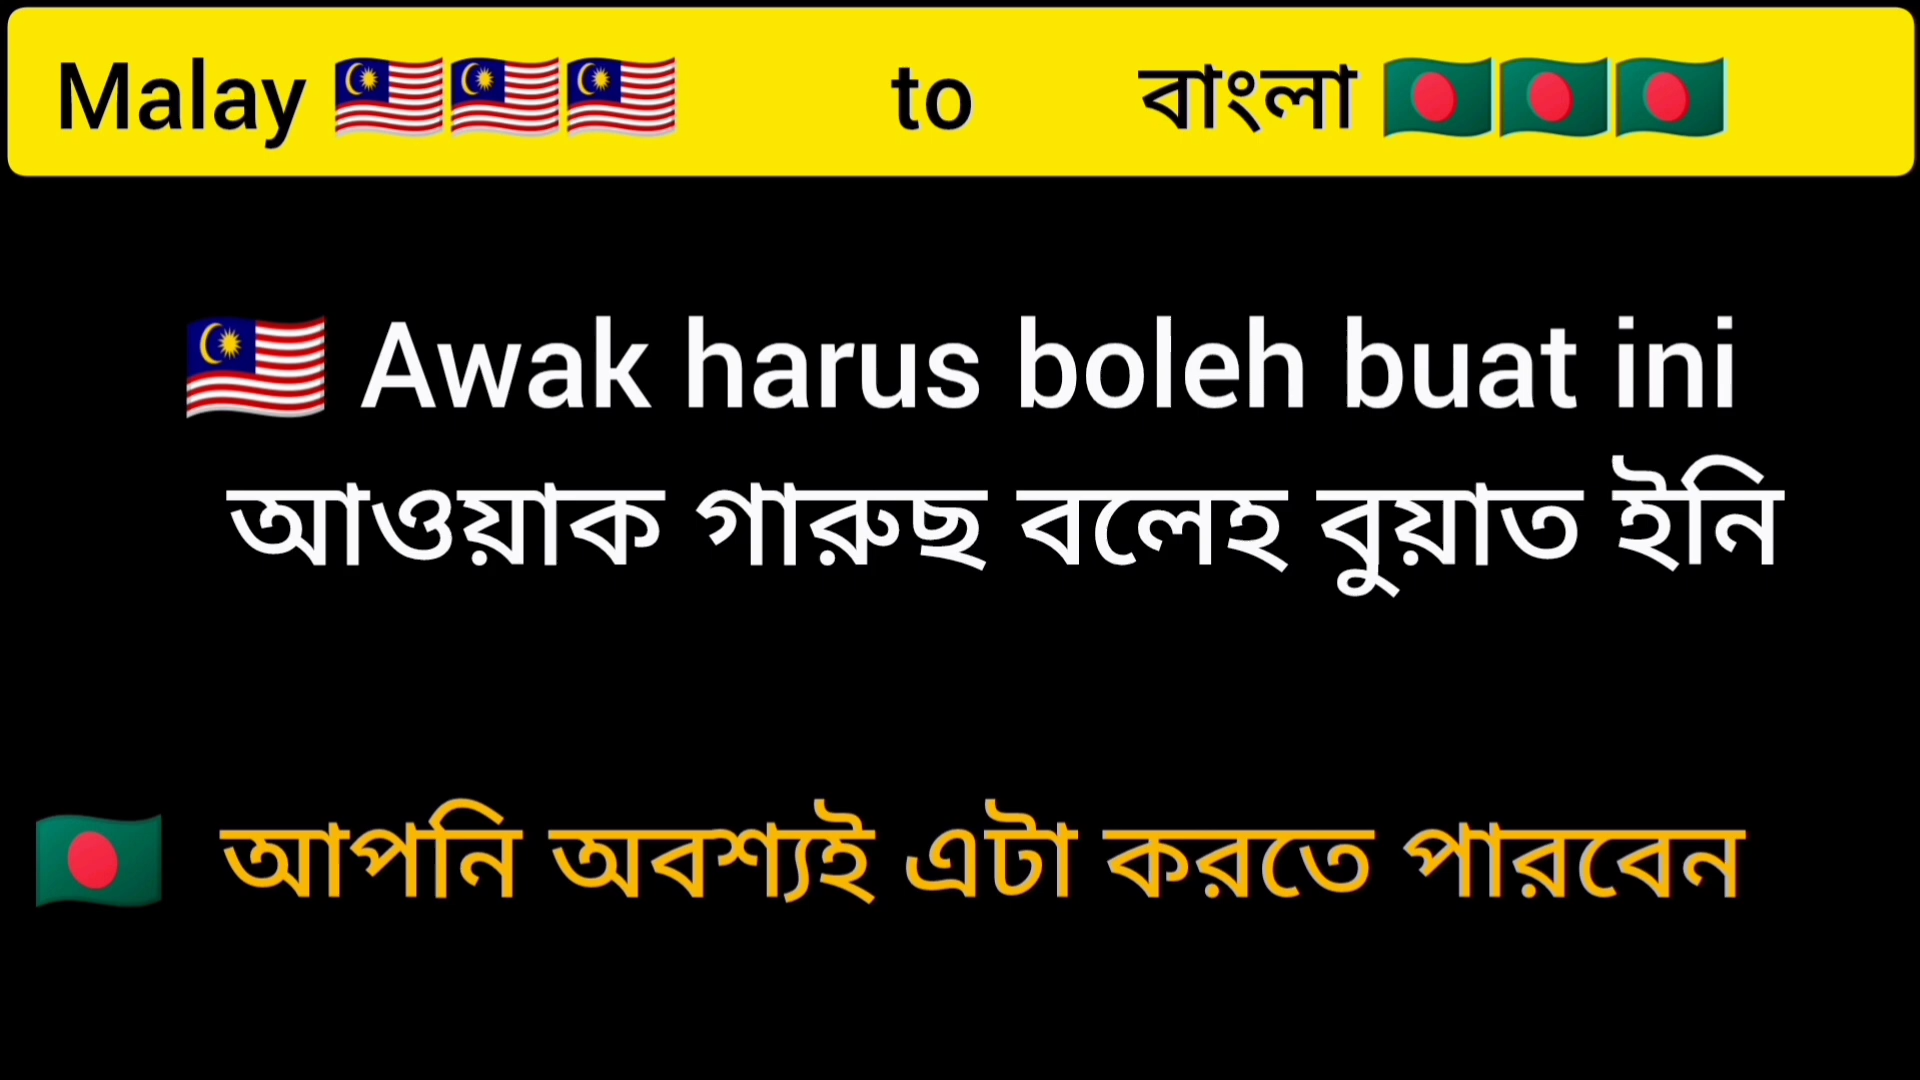 Malay 🇲🇾🇲🇾🇲🇾 to বাংলা 🇧🇩🇧🇩🇧🇩
🇲🇾 Awak harus boleh buat ini
আওয়াক গারুছ বলেহ বুয়াত ইনি
🇧🇩 আপনি অবশ্যই এটা করতে পারবেন